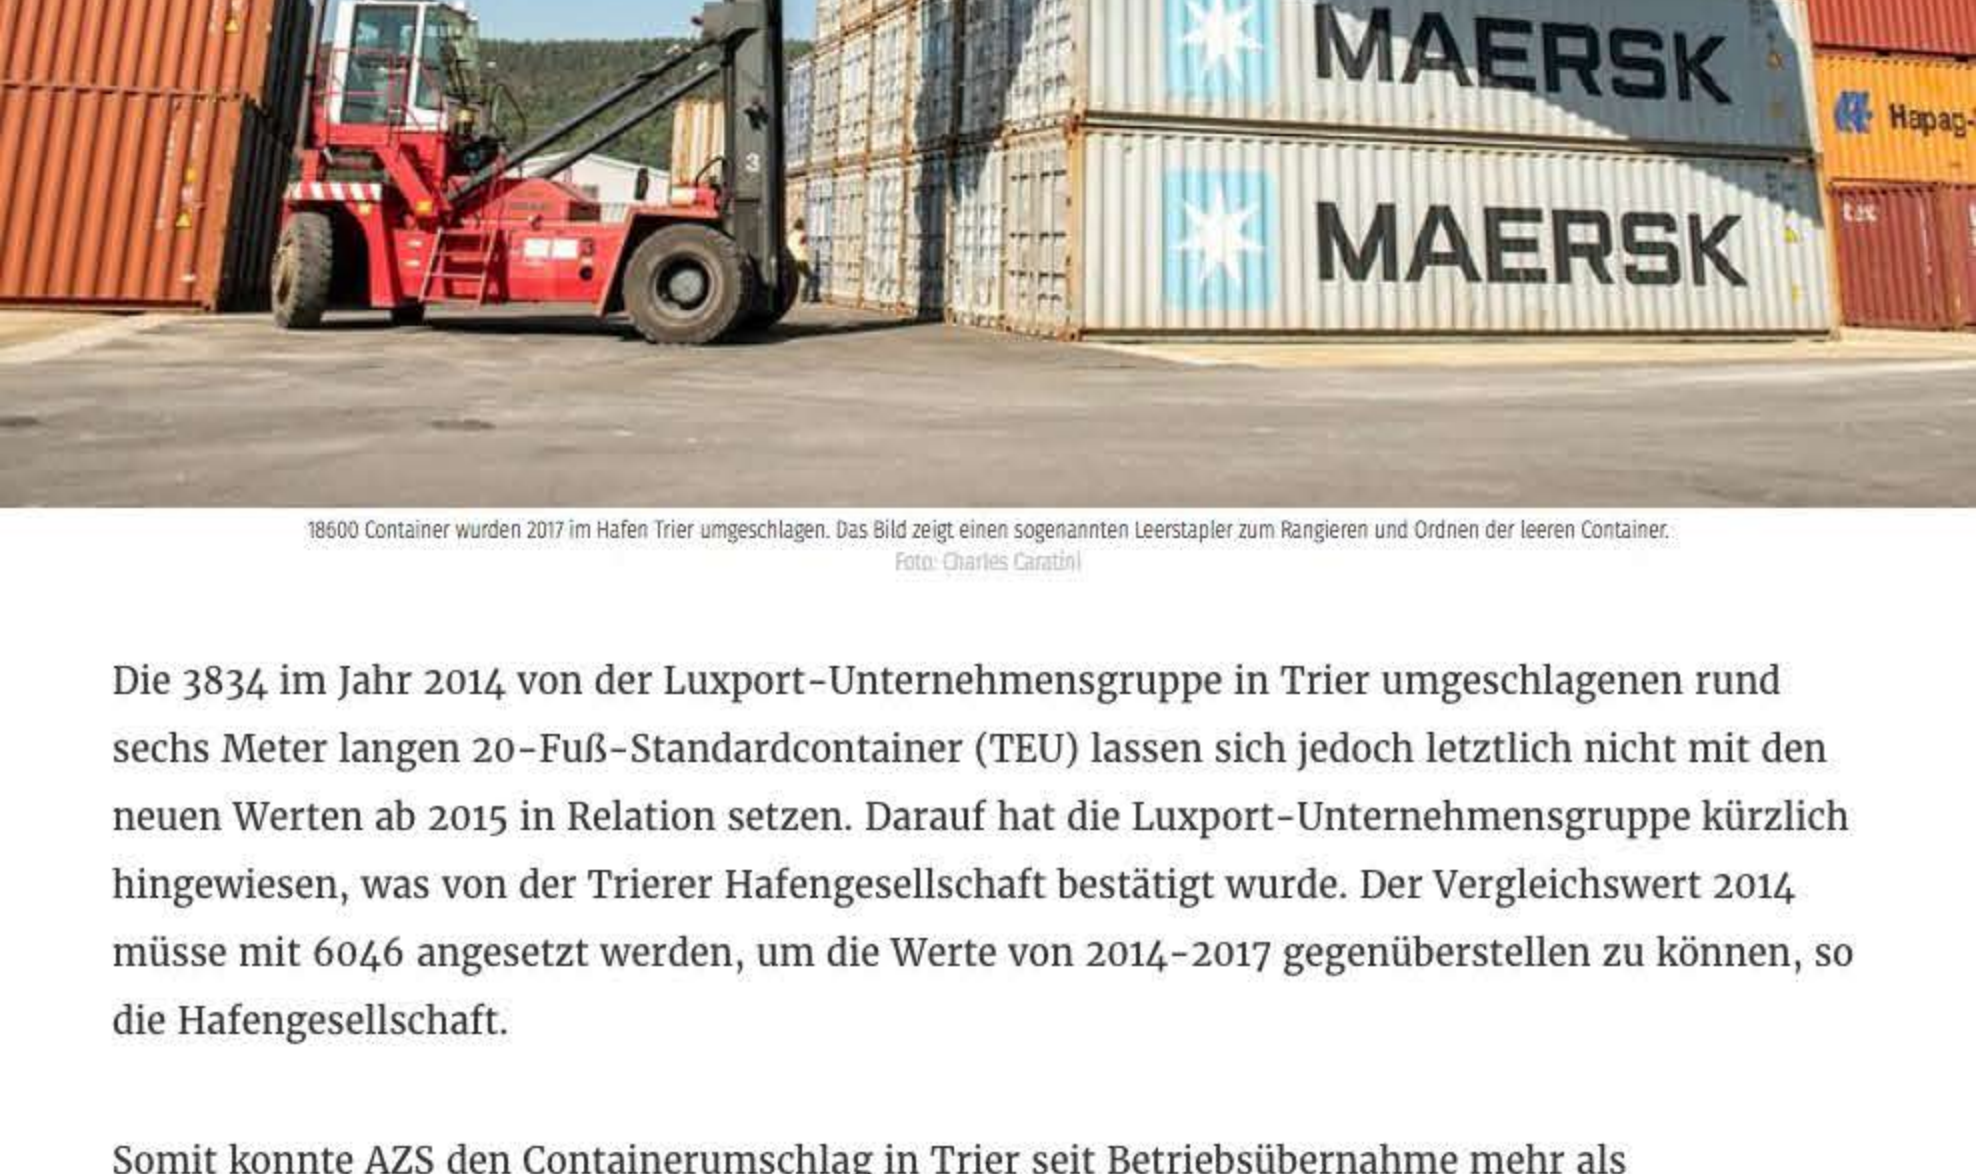 MAERSK
Hapag-
MAERSK
tex
3
3
18600 Container wurden 2017 im Hafen Trier umgeschlagen. Das Bild zeigt einen sogenannten Leerstapler zum Rangieren und Ordnen der leeren Container.
Foto: Charles Caratini
Die 3834 im Jahr 2014 von der Luxport-Unternehmensgruppe in Trier umgeschlagenen rund
sechs Meter langen 20-Fuß-Standardcontainer (TEU) lassen sich jedoch letztlich nicht mit den
neuen Werten ab 2015 in Relation setzen. Darauf hat die Luxport-Unternehmensgruppe kürzlich
hingewiesen, was von der Trierer Hafengesellschaft bestätigt wurde. Der Vergleichswert 2014
müsse mit 6046 angesetzt werden, um die Werte von 2014-2017 gegenüberstellen zu können, so
die Hafengesellschaft.
Somit konnte AZS den Containerumschlag in Trier seit Betriebsübernahme mehr als